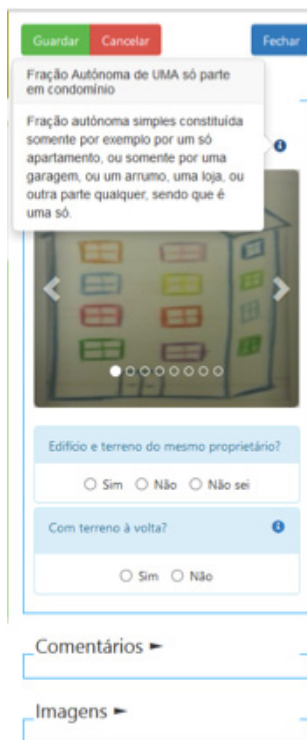 Guardar Cancelar Fechar
Fração Autónoma de UMA só parte
em condomínio
Fração autónoma simples constituída
somente por exemplo por um só
apartamento, ou somente por uma
garagem, ou um arrumo, uma loja, ou
outra parte qualquer, sendo que é
uma só.
Edifício e terreno do mesmo proprietário?
Sim Não Não sei
Com terreno à volta?
Sim Não
Comentários
Imagens